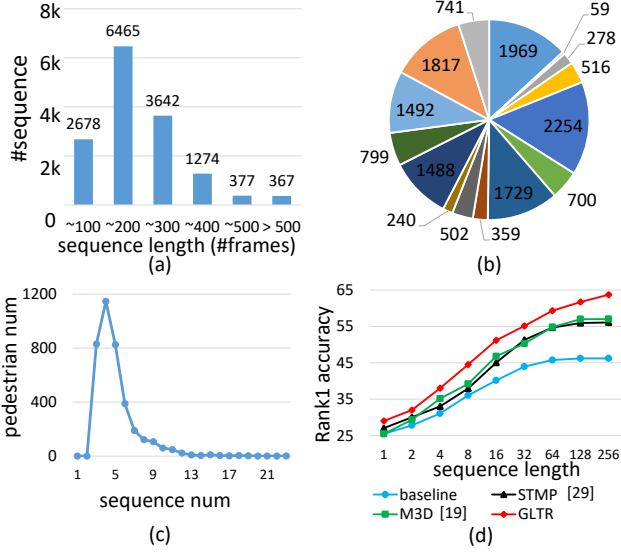 8k
6k
4k
2k
0
#sequence
2678
6465
3642
1274
377
367
~100 ~200 ~300 ~400 ~500 > 500
sequence length (#frames)
(a)
741
1969
59
278
516
2254
700
1729
359
502
240
1488
799
1492
1817
(b)
1200
800
400
0
pedestrian num
1 5 9 13 17 21
sequence num
(c)
65
55
45
35
25
Rank1 accuracy
1 2 4 8 16 32 64 128 256
sequence length
baseline STMP [29]
M3D [19] GLTR
(d)